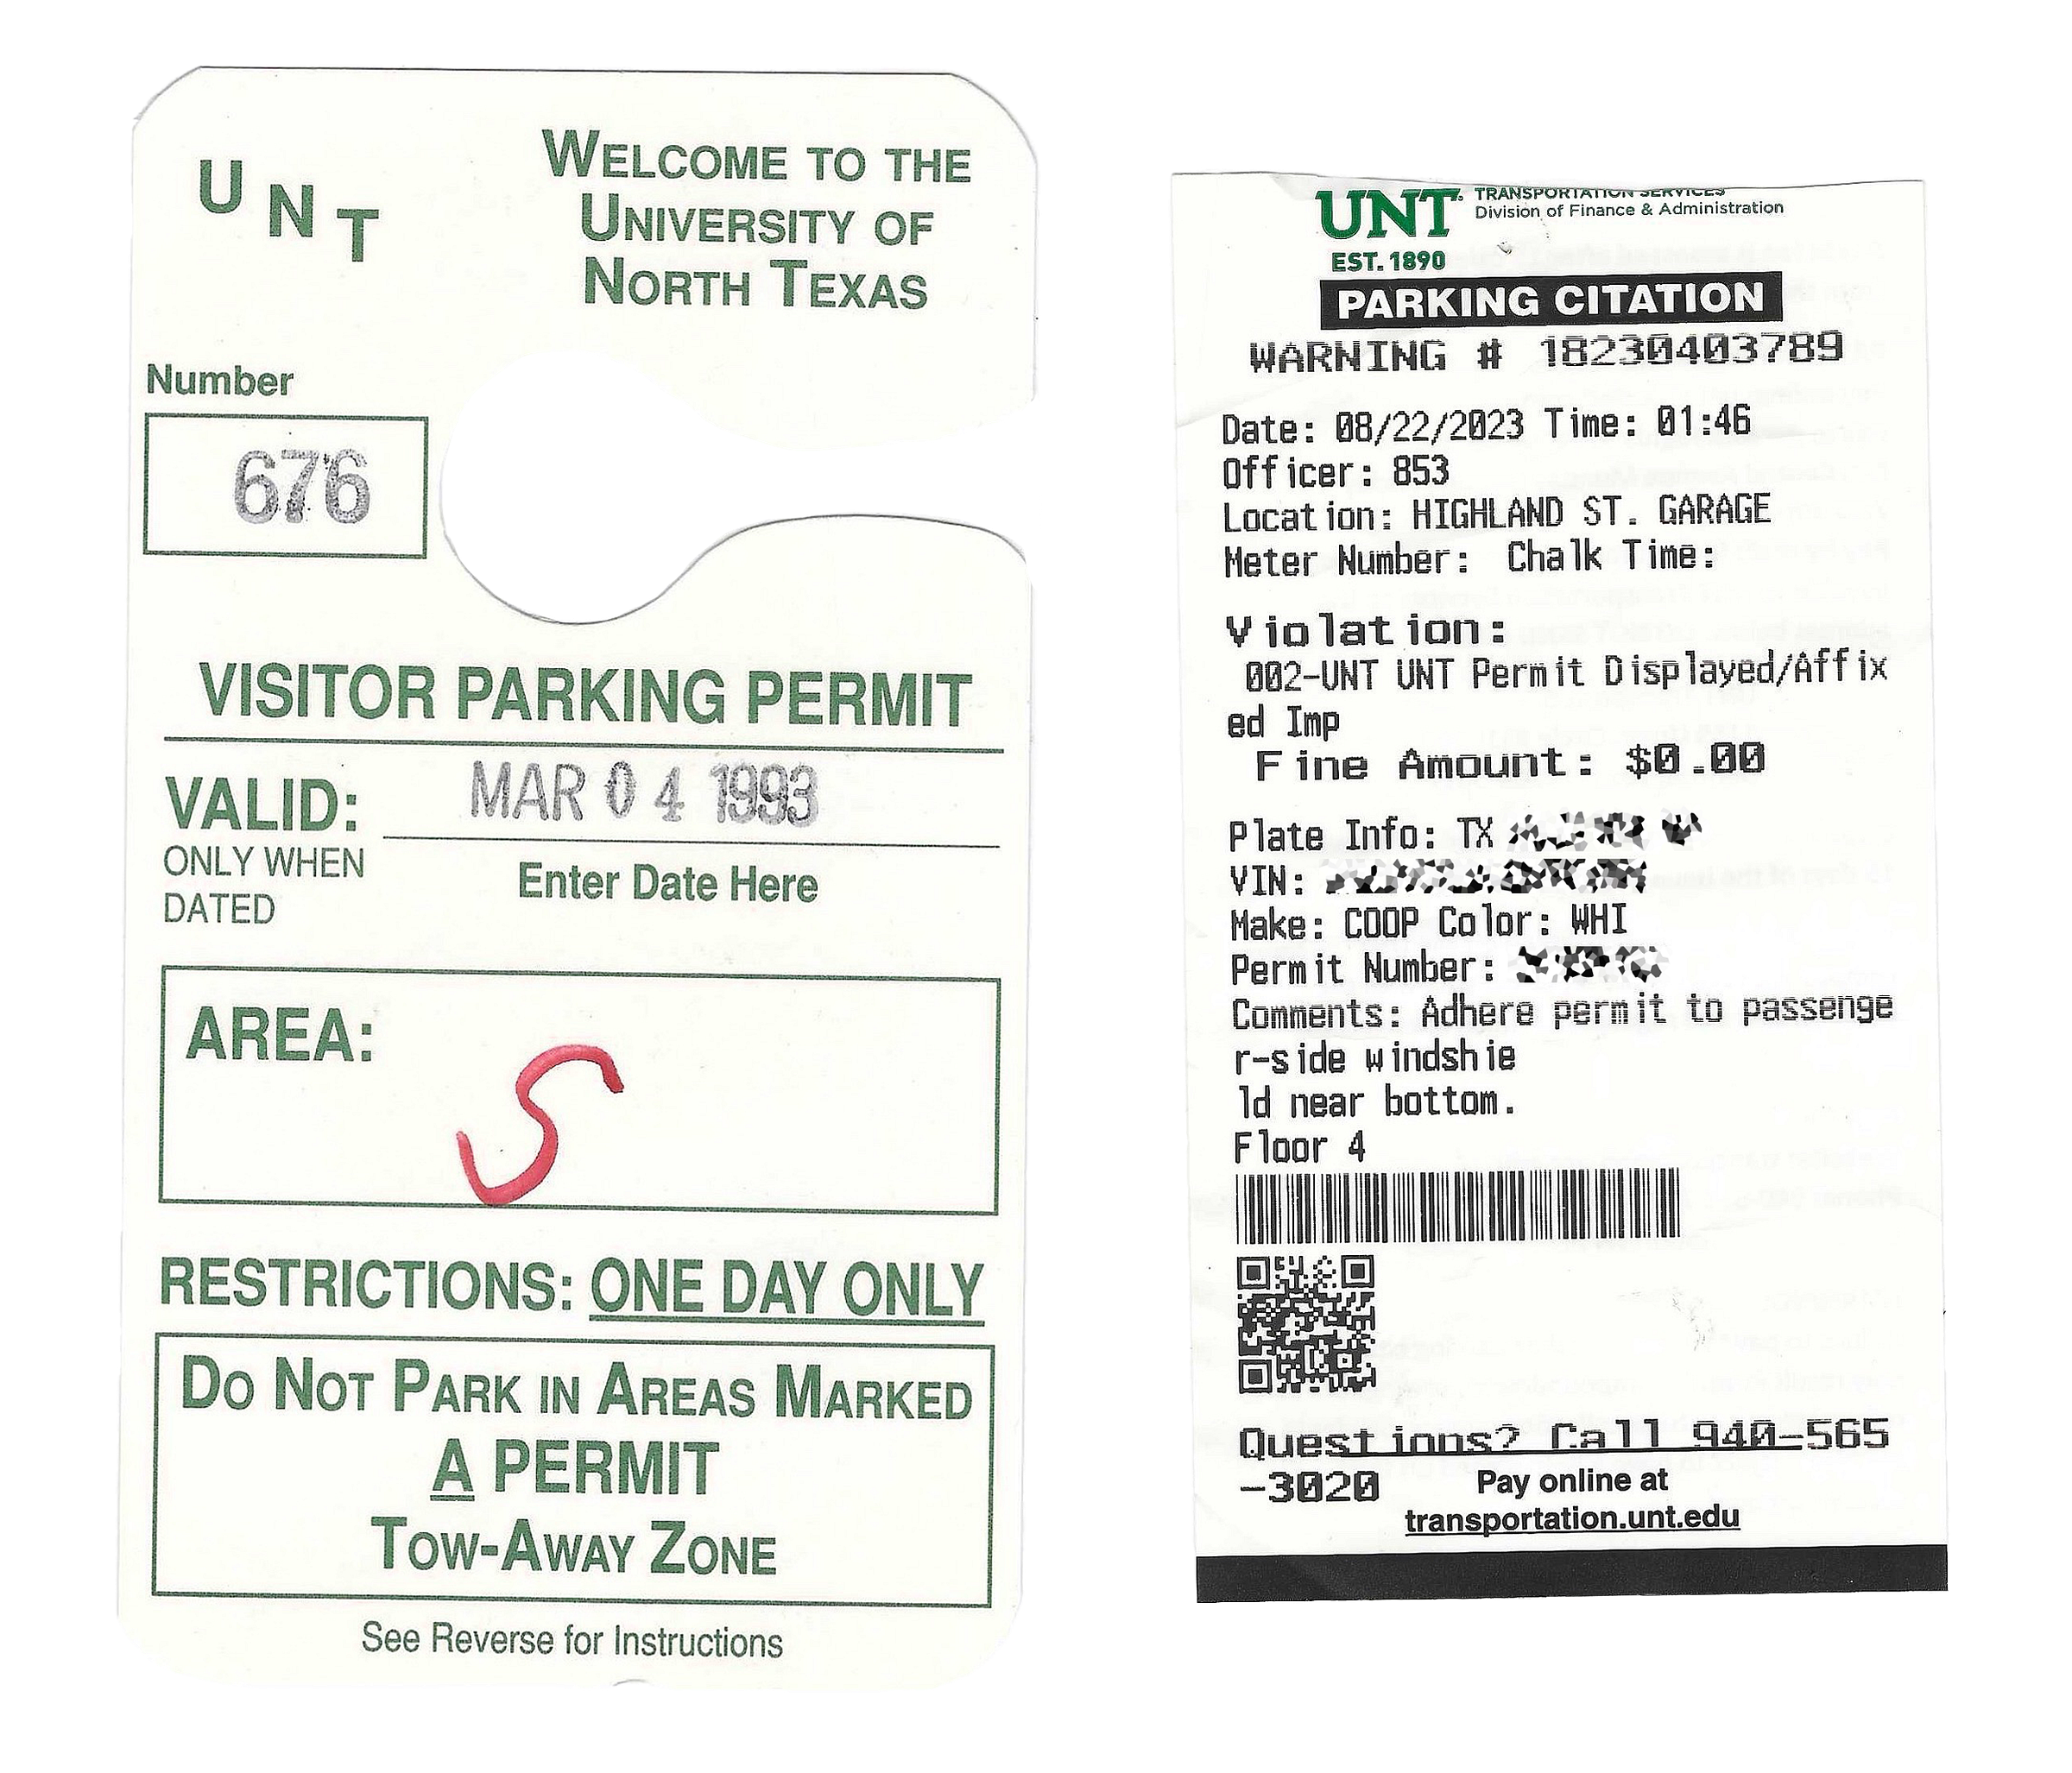 U N T
WELCOME TO THE
UNIVERSITY OF
NORTH TEXAS
Number
676
VISITOR PARKING PERMIT
VALID: MAR 04 1993
ONLY WHEN
DATED
Enter Date Here
AREA:
S
RESTRICTIONS: ONE DAY ONLY
DO NOT PARK IN AREAS MARKED
A PERMIT
TOW-AWAY ZONE
See Reverse for Instructions
UNT TRANSPORTATION SERVICES
Division of Finance & Administration
EST. 1890
PARKING CITATION
WARNING # 18230403789
Date: 08/22/2023 Time: 01:46
Officer: 853
Location: HIGHLAND ST. GARAGE
Meter Number: Chalk Time:
Violation:
002-UNT UNT Permit Displayed/Affix
ed Imp
Fine Amount: $0.00
Plate Info: TX
VIN:
Make: COOP Color: WHI
Permit Number:
Comments: Adhere permit to passenge
r-side windshie
ld near bottom.
Floor 4
Questions? Call 940-565
-3020
Pay online at
transportation.unt.edu